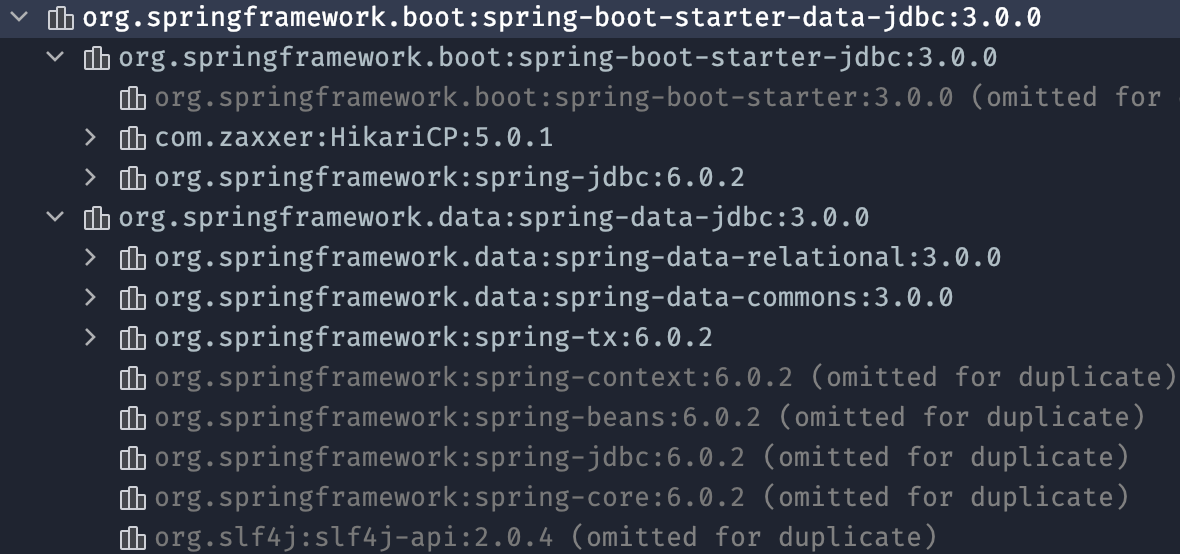 org.springframework.boot:spring-boot-starter-data-jdbc:3.0.0
org.springframework.boot:spring-boot-starter-jdbc:3.0.0
org.springframework.boot:spring-boot-starter:3.0.0 (omitted for
com.zaxxer:HikariCP:5.0.1
org.springframework:spring-jdbc:6.0.2
org.springframework.data:spring-data-jdbc:3.0.0
org.springframework.data:spring-data-relational:3.0.0
org.springframework.data:spring-data-commons:3.0.0
org.springframework:spring-tx:6.0.2
org.springframework:spring-context:6.0.2 (omitted for duplicate)
org.springframework:spring-beans:6.0.2 (omitted for duplicate)
org.springframework:spring-jdbc:6.0.2 (omitted for duplicate)
org.springframework:spring-core:6.0.2 (omitted for duplicate)
org.slf4j:slf4j-api:2.0.4 (omitted for duplicate)